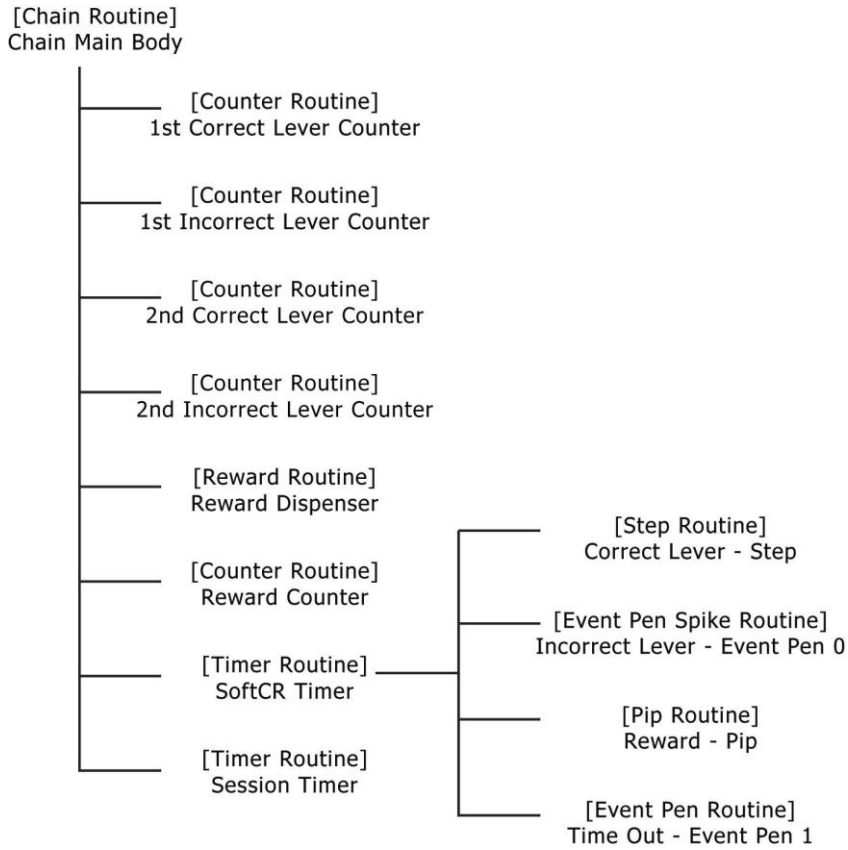 [Chain Routine]
Chain Main Body
[Counter Routine]
1st Correct Lever Counter
[Counter Routine]
1st Incorrect Lever Counter
[Counter Routine]
2nd Correct Lever Counter
[Counter Routine]
2nd Incorrect Lever Counter
[Reward Routine]
Reward Dispenser
[Counter Routine]
Reward Counter
[Timer Routine]
SoftCR Timer
[Timer Routine]
Session Timer
[Step Routine]
Correct Lever - Step
[Event Pen Spike Routine]
Incorrect Lever - Event Pen 0
[Pip Routine]
Reward - Pip
[Event Pen Routine]
Time Out - Event Pen 1